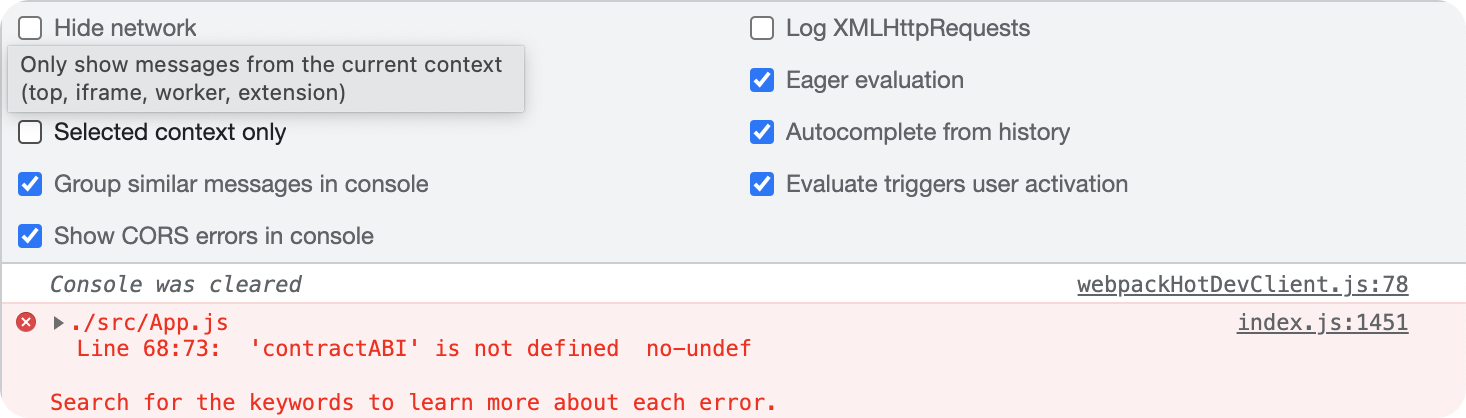 Hide network
Log XMLHttpRequests
Only show messages from the current context
(top, iframe, worker, extension)
Eager evaluation
Selected context only
Autocomplete from history
Group similar messages in console
Evaluate triggers user activation
Show CORS errors in console
Console was cleared
webpackHotDevClient.js:78
./src/App.js
index.js:1451
Line 68:73:  'contractABI' is not defined  no-undef
Search for the keywords to learn more about each error.